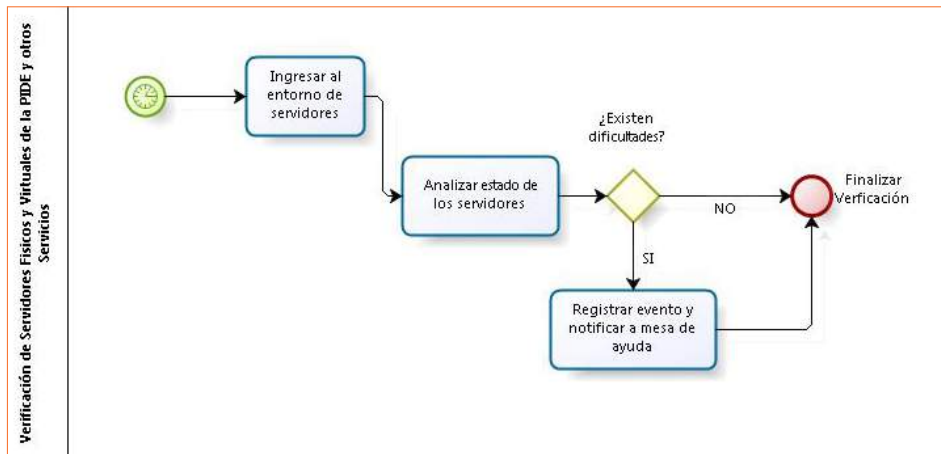 Verificación de Servidores Fisicos y Virtuales de la PIDE y otros
Servicios
Ingresar al
entorno de
servidores
Analizar estado de
los servidores
¿Existen
dificultades?
NO
SI
Finalizar
Verficación
Registrar evento y
notificar a mesa de
ayuda